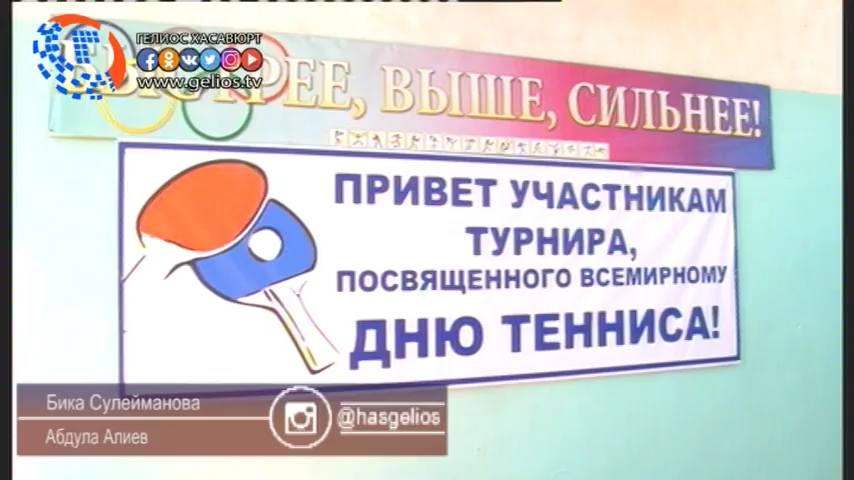 ГЕЛИОС ХАСАВЮРТ
www.gelios.tv
БЫСТРЕЕ, ВЫШЕ, СИЛЬНЕЕ!
ПРИВЕТ УЧАСТНИКАМ
ТУРНИРА,
ПОСВЯЩЕННОГО ВСЕМИРНОМУ
ДНЮ ТЕННИСА!
Бика Сулейманова
@hasgelios
Абдула Алиев